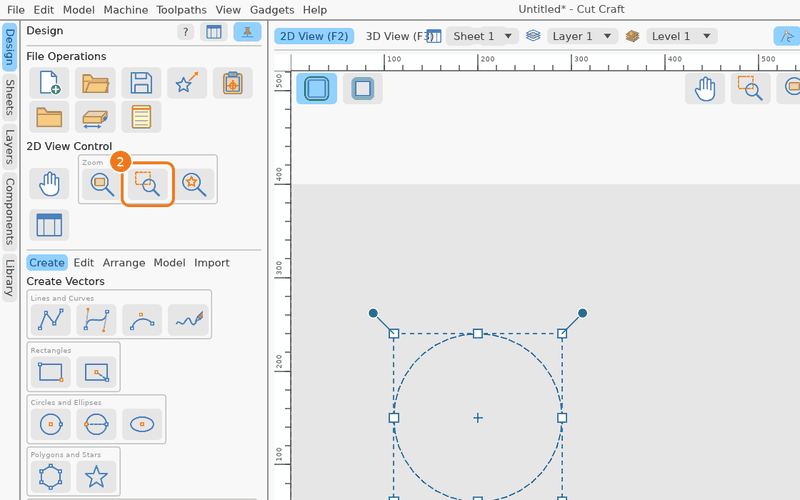 File Edit Model Machine Toolpaths View Gadgets Help
Untitled* - Cut Craft
Design
Sheets
Layers
Components
Library
Design
?
File Operations
2D View Control
Zoom
2
Create Edit Arrange Model Import
Create Vectors
Lines and Curves
Rectangles
Circles and Ellipses
Polygons and Stars
2D View (F2) 3D View (F3) Sheet 1 Layer 1 Level 1
100 200 300 400 500
500
400
300
200
100